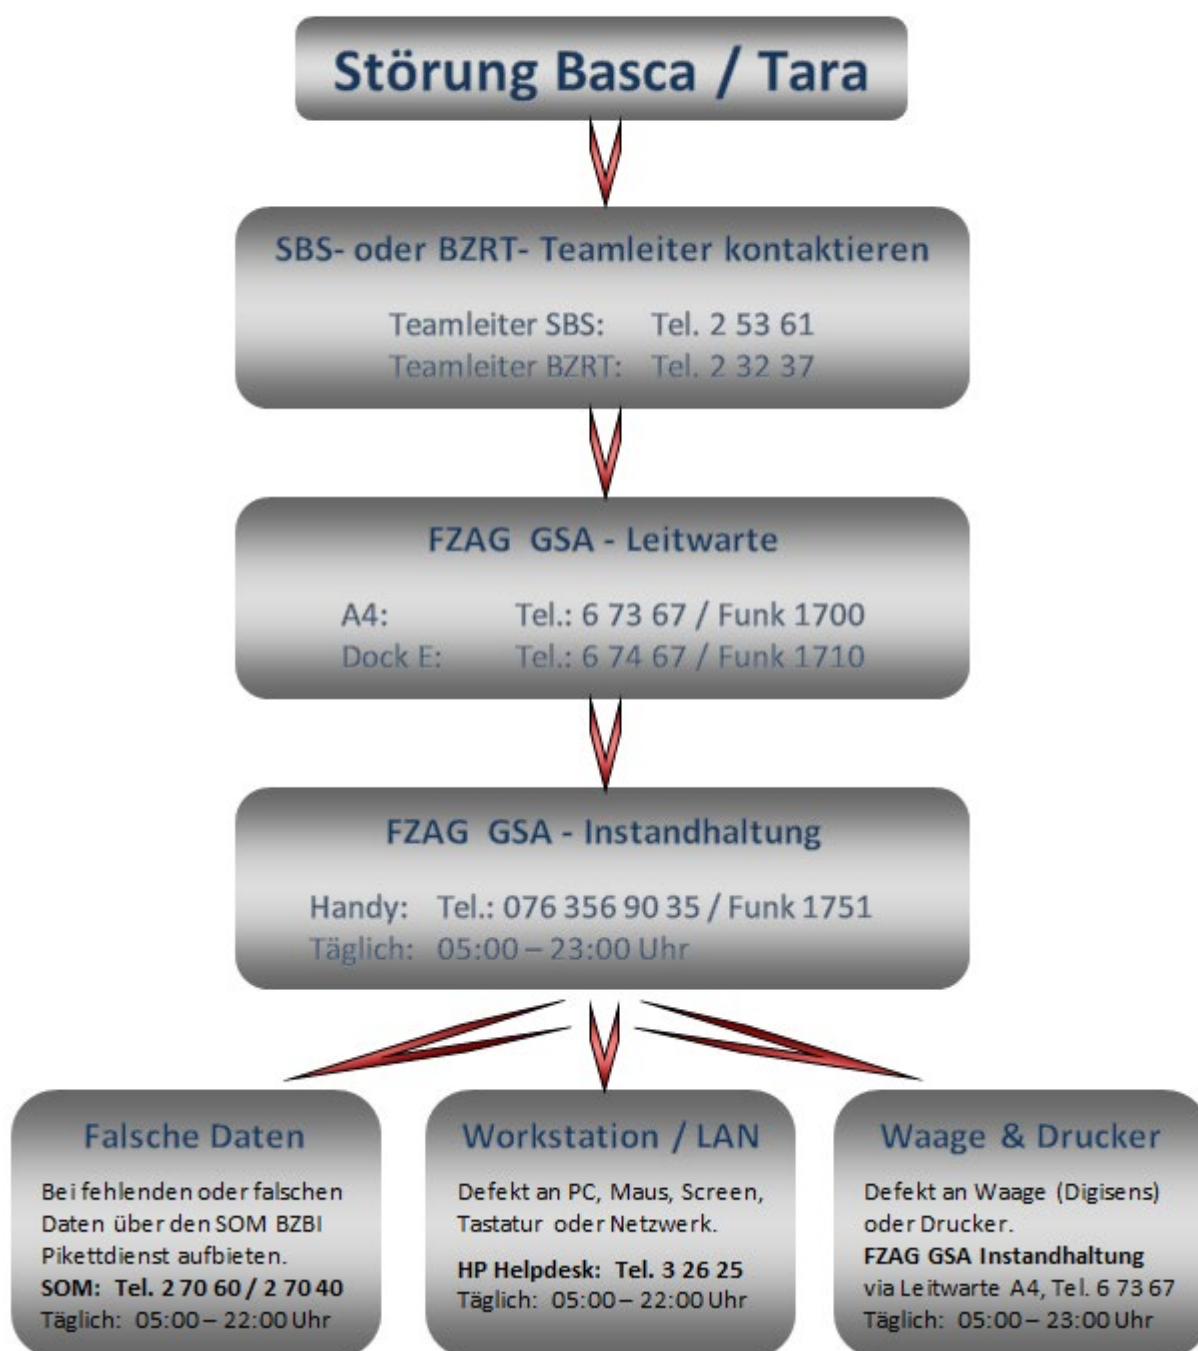 Störung Basca / Tara
SBS- oder BZRT- Teamleiter kontaktieren
Teamleiter SBS: Tel. 2 53 61
Teamleiter BZRT: Tel. 2 32 37
FZAG GSA - Leitwarte
A4: Tel.: 6 73 67 / Funk 1700
Dock E: Tel.: 6 74 67 / Funk 1710
FZAG GSA - Instandhaltung
Handy: Tel.: 076 356 90 35 / Funk 1751
Täglich: 05:00 – 23:00 Uhr
Falsche Daten
Bei fehlenden oder falschen
Daten über den SOM BZBI
Pikettdienst aufbieten.
SOM: Tel. 2 70 60 / 2 70 40
Täglich: 05:00 – 22:00 Uhr
Workstation / LAN
Defekt an PC, Maus, Screen,
Tastatur oder Netzwerk.
HP Helpdesk: Tel. 3 26 25
Täglich: 05:00 – 22:00 Uhr
Waage & Drucker
Defekt an Waage (Digisens)
oder Drucker.
FZAG GSA Instandhaltung
via Leitwarte A4, Tel. 6 73 67
Täglich: 05:00 – 23:00 Uhr